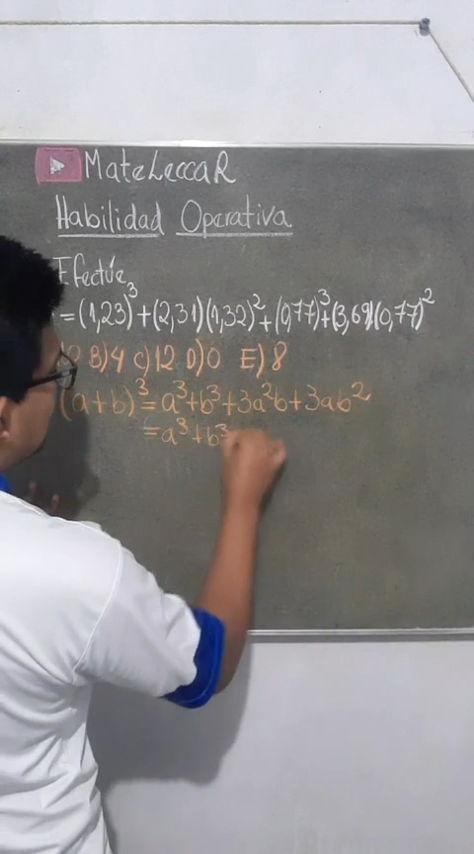 MateLeccaR
Habilidad Operativa
Efectúe
=(1,23)³+(2,31)(1,32)²+(0,77)³+(3,69)(0,77)²
B)4 C)12 D)0 E)8
(a+b)³=a³+b³+3a²b+3ab²
=a³+b³